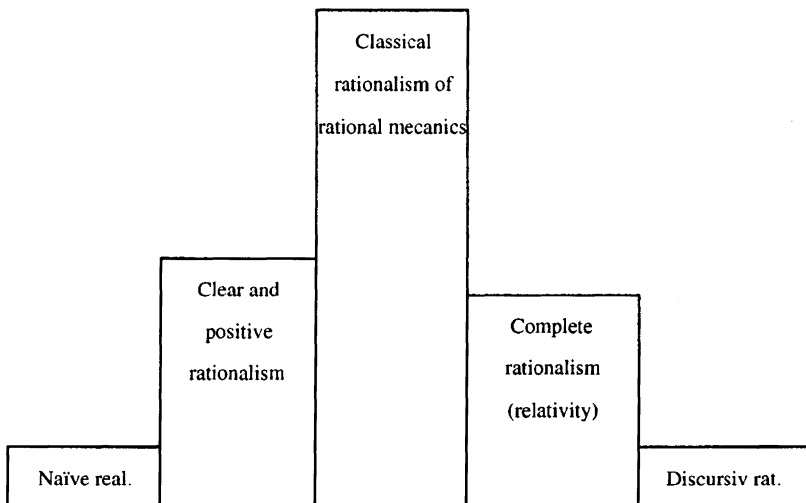 Classical
rationalism of
rational mecanics
Clear and
positive
rationalism
Complete
rationalism
(relativity)
Naïve real.
Discursiv rat.